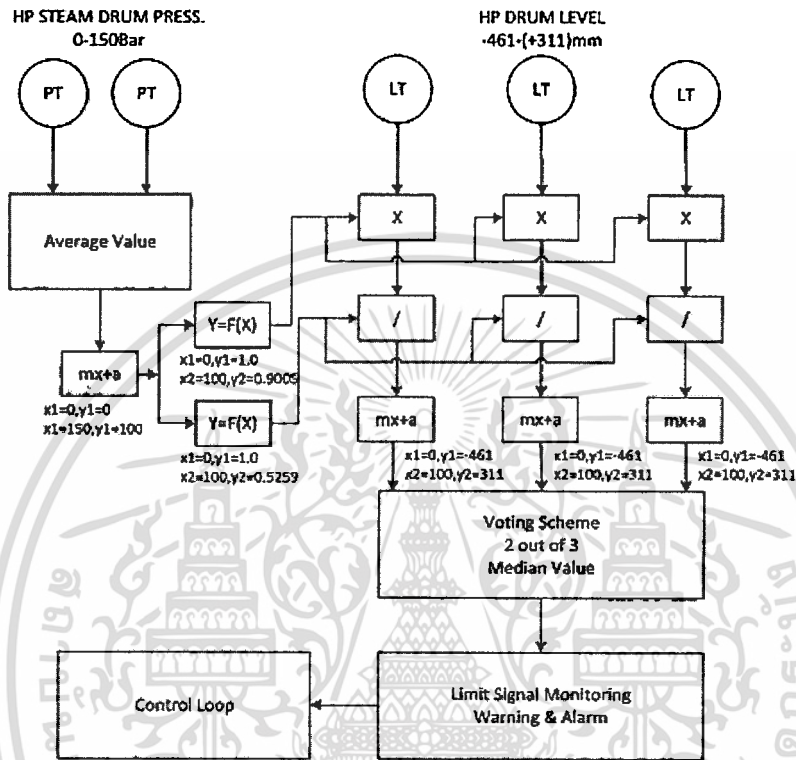 HP STEAM DRUM PRESS.
0-150Bar
HP DRUM LEVEL
-461-(+311)mm
PT
PT
LT
LT
LT
Average Value
X
X
X
Y=F(X)
x1=0,y1=1.0
x2=100,y2=0.9005
/
/
/
mx+a
x1=0,y1=0
x1=150,y1=100
Y=F(X)
x1=0,y1=1.0
x2=100,y2=0.5259
mx+a
mx+a
mx+a
x1=0,y1=-461
x2=100,y2=311
x1=0,y1=-461
x2=100,y2=311
x1=0,y1=-461
x2=100,y2=311
Voting Scheme
2 out of 3
Median Value
Control Loop
Limit Signal Monitoring
Warning & Alarm